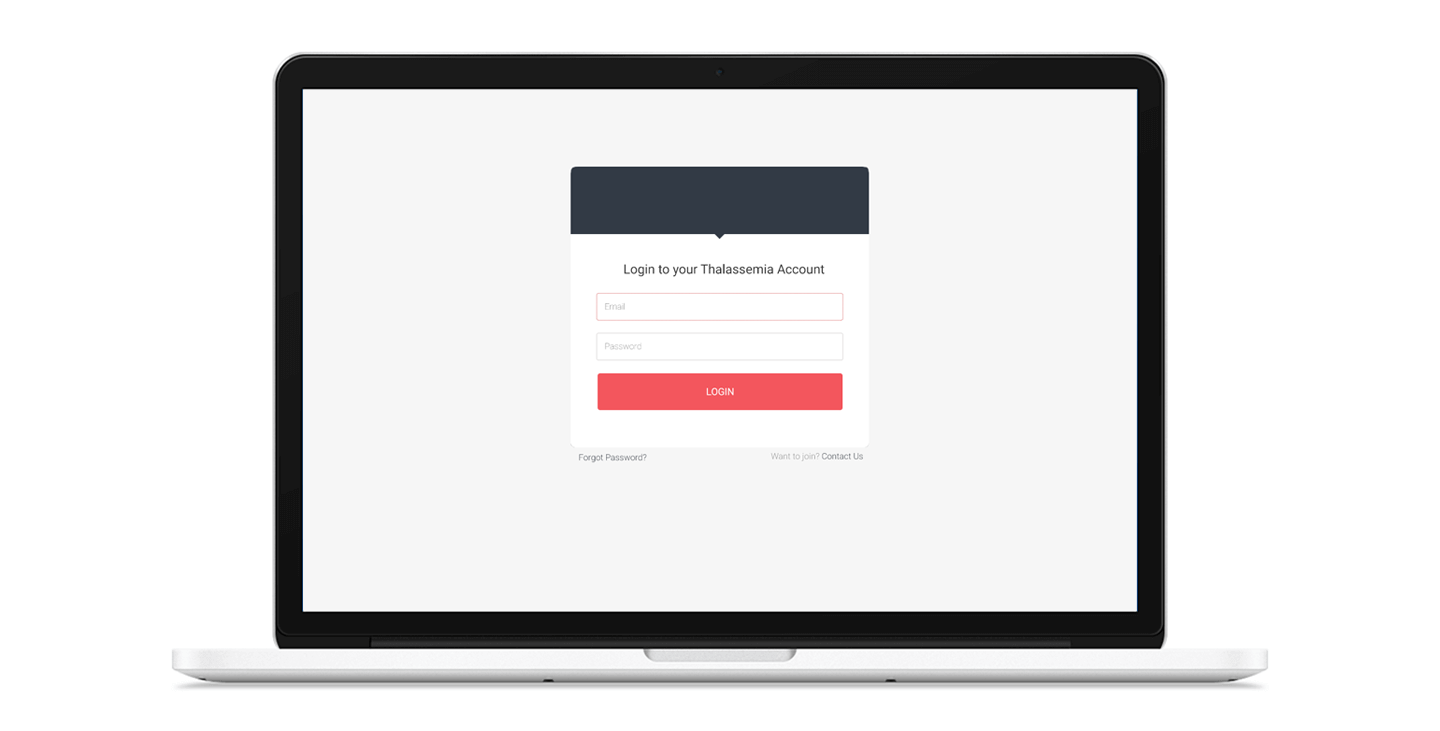 Login to your Thalassemia Account
Email
Password
LOGIN
Forgot Password?
Want to join? Contact Us